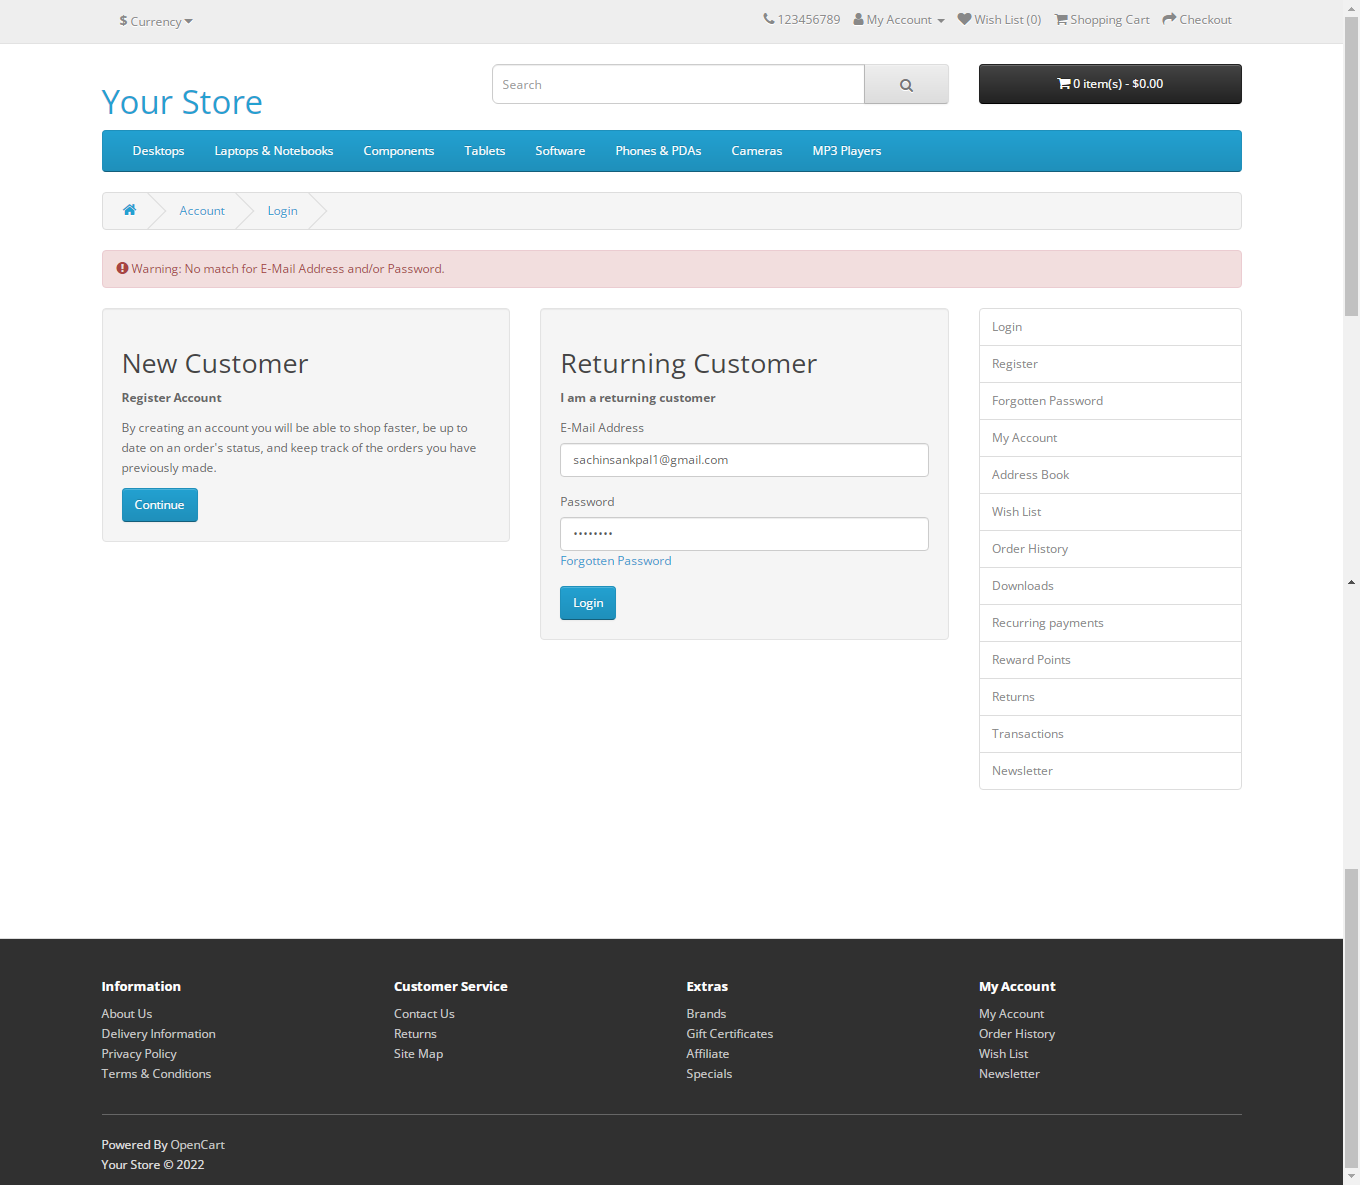 $ Currency
123456789 My Account Wish List (0) Shopping Cart Checkout
Your Store
Search
0 item(s) - $0.00
Desktops Laptops & Notebooks Components Tablets Software Phones & PDAs Cameras MP3 Players
Account Login
Warning: No match for E-Mail Address and/or Password.
New Customer
Register Account
By creating an account you will be able to shop faster, be up to
date on an order's status, and keep track of the orders you have
previously made.
Continue
Returning Customer
I am a returning customer
E-Mail Address
sachinsankpal1@gmail.com
Password
••••••••
Forgotten Password
Login
Login
Register
Forgotten Password
My Account
Address Book
Wish List
Order History
Downloads
Recurring payments
Reward Points
Returns
Transactions
Newsletter
Information
About Us
Delivery Information
Privacy Policy
Terms & Conditions
Customer Service
Contact Us
Returns
Site Map
Extras
Brands
Gift Certificates
Affiliate
Specials
My Account
My Account
Order History
Wish List
Newsletter
Powered By OpenCart
Your Store © 2022